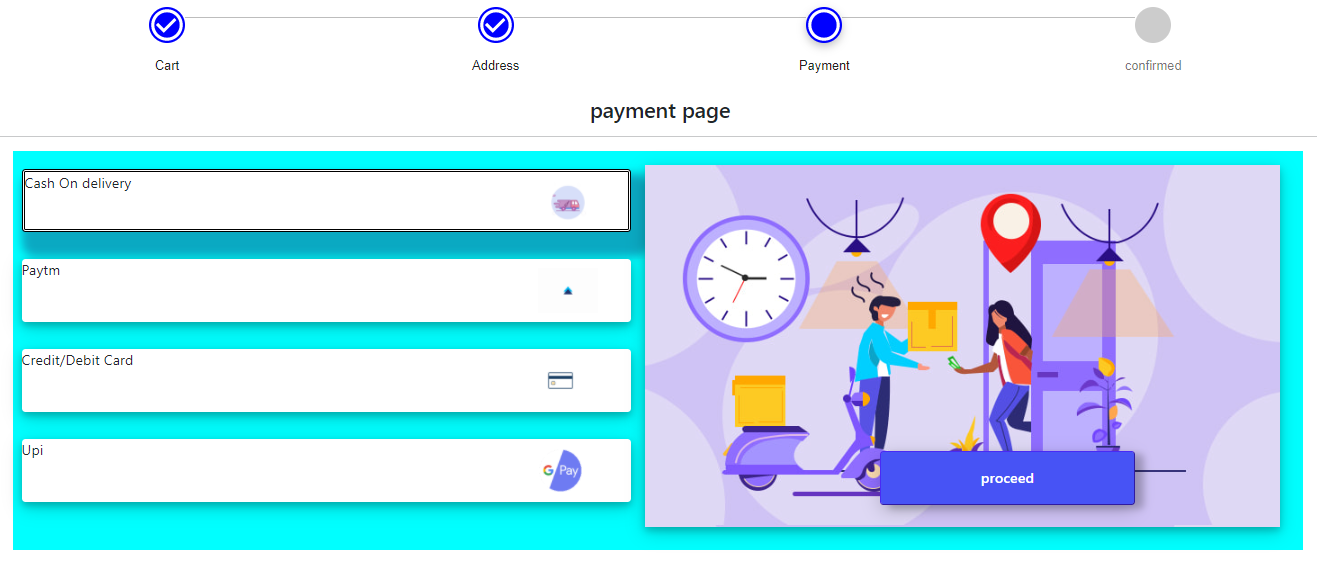 Cart
Address
Payment
confirmed
payment page
Cash On delivery
Paytm
Credit/Debit Card
Upi
G Pay
proceed